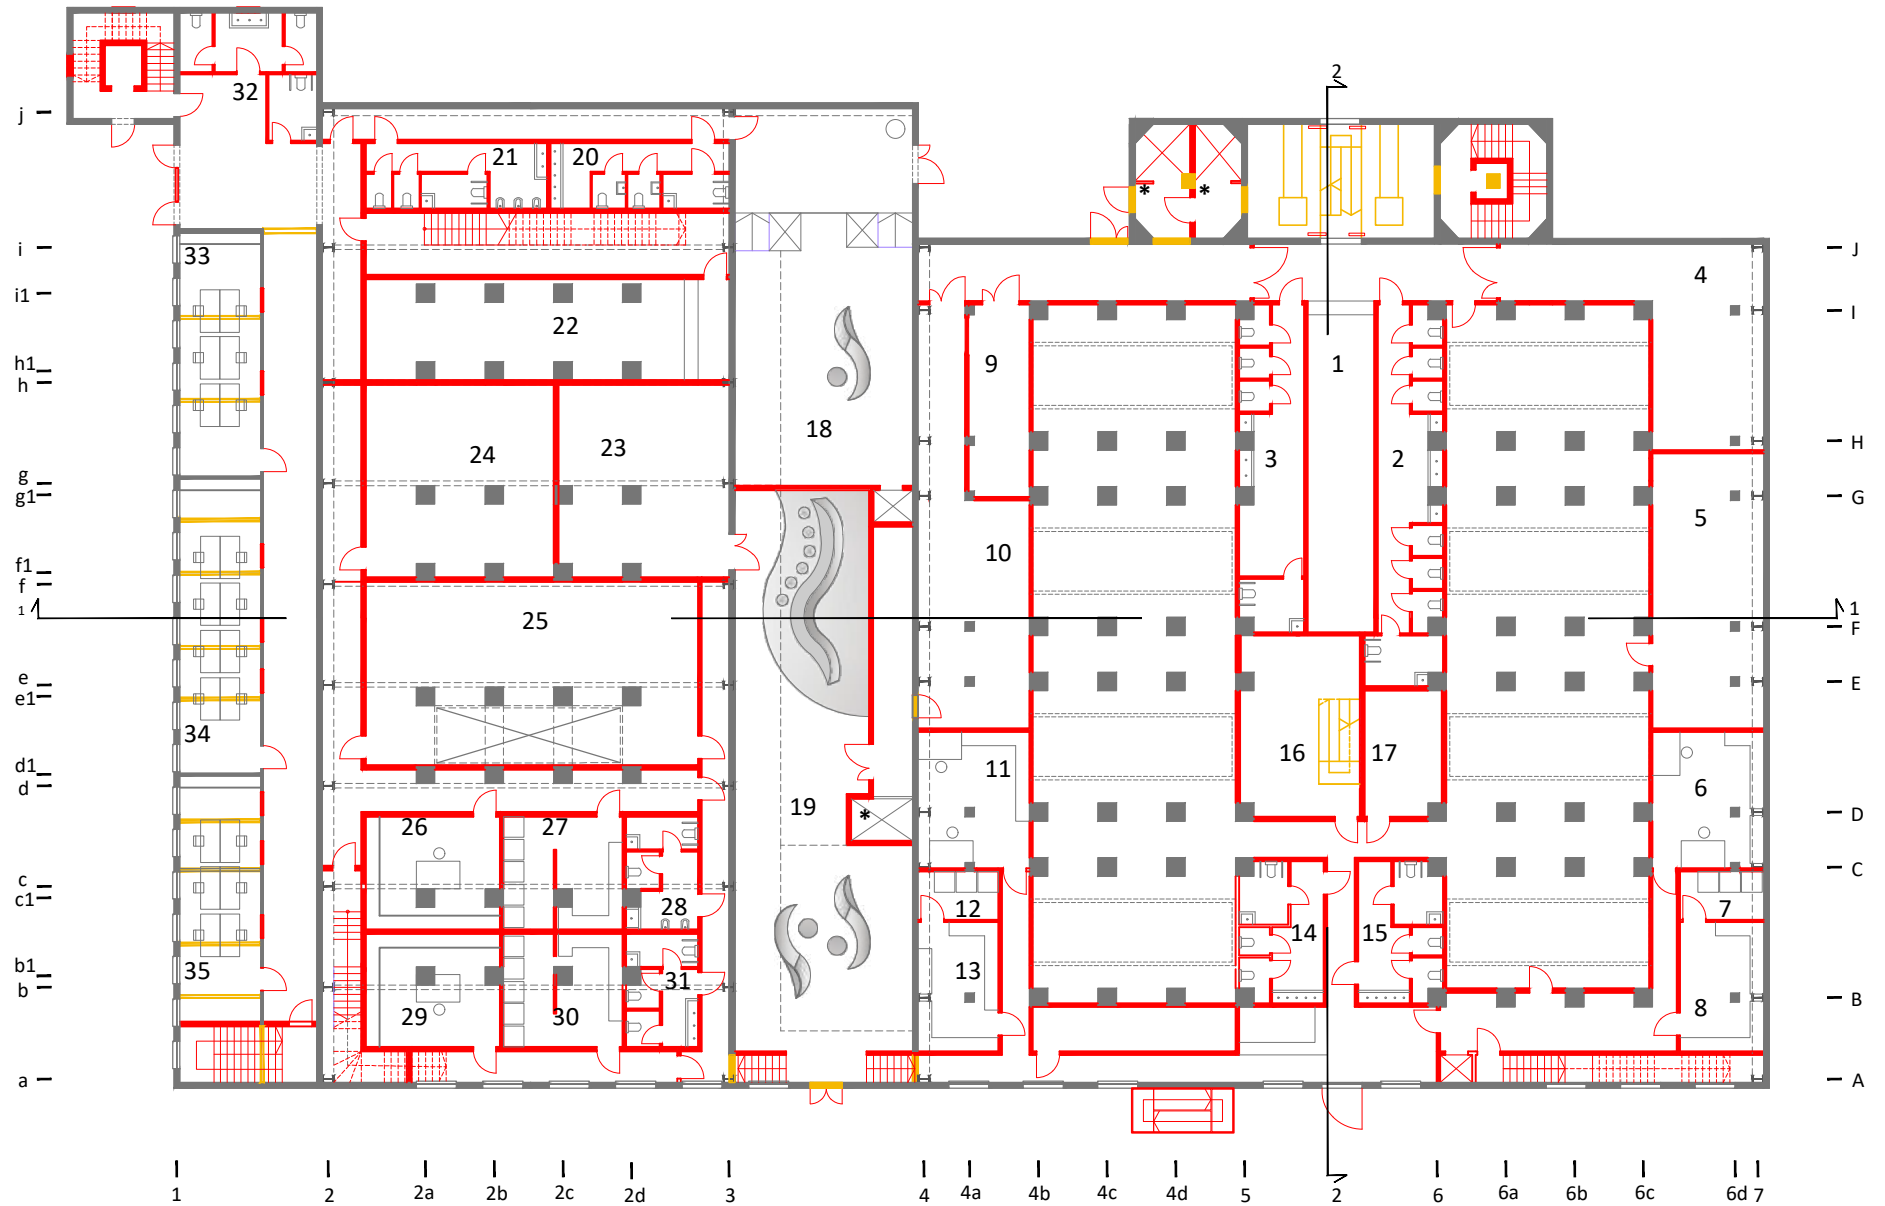 2
j
32
21
20
*
*
i
J
33
4
i1
I
22
9
1
h1
h
18
H
24
23
3
2
g
g1
G
5
10
f1
f
1
1
F
25
e
e1
E
34
16
17
d1
d
11
6
19
*
D
26
27
c
c1
C
12
7
28
14
15
b1
b
35
31
13
B
29
30
8
a
A
1
2
2a
2b
2c
2d
3
4
4a
4b
4c
4d
5
2
6
6a
6b
6c
6d
7